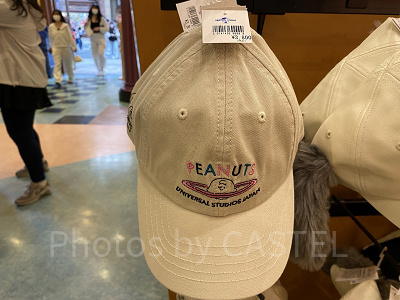 PEANUTS
UNIVERSAL STUDIOS JAPAN
Photos by CASTEL